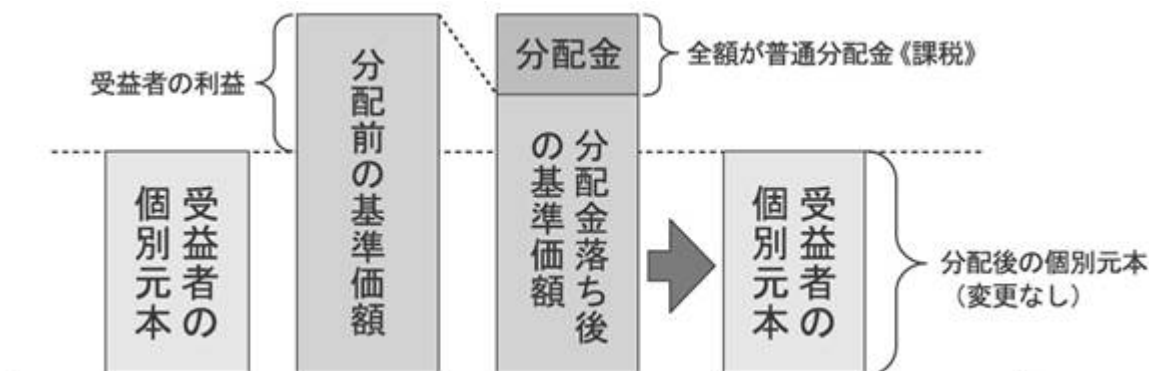 受益者の利益
受益者の
個別元本
分配前の基準価額
分配金
分配金落ち後
の基準価額
全額が普通分配金《課税》
受益者の
個別元本
分配後の個別元本
（変更なし）